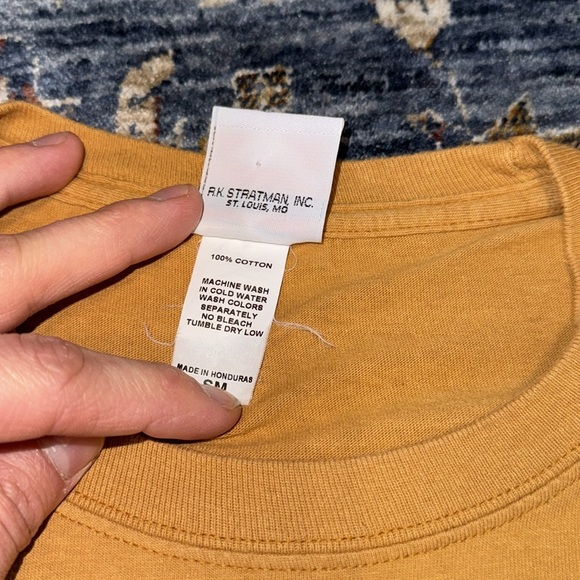 R.K. STRATMAN, INC.
ST. LOUIS, MO
100% COTTON
MACHINE WASH
IN COLD WATER
WASH COLORS
SEPARATELY
NO BLEACH
TUMBLE DRY LOW
MADE IN HONDURAS
SM